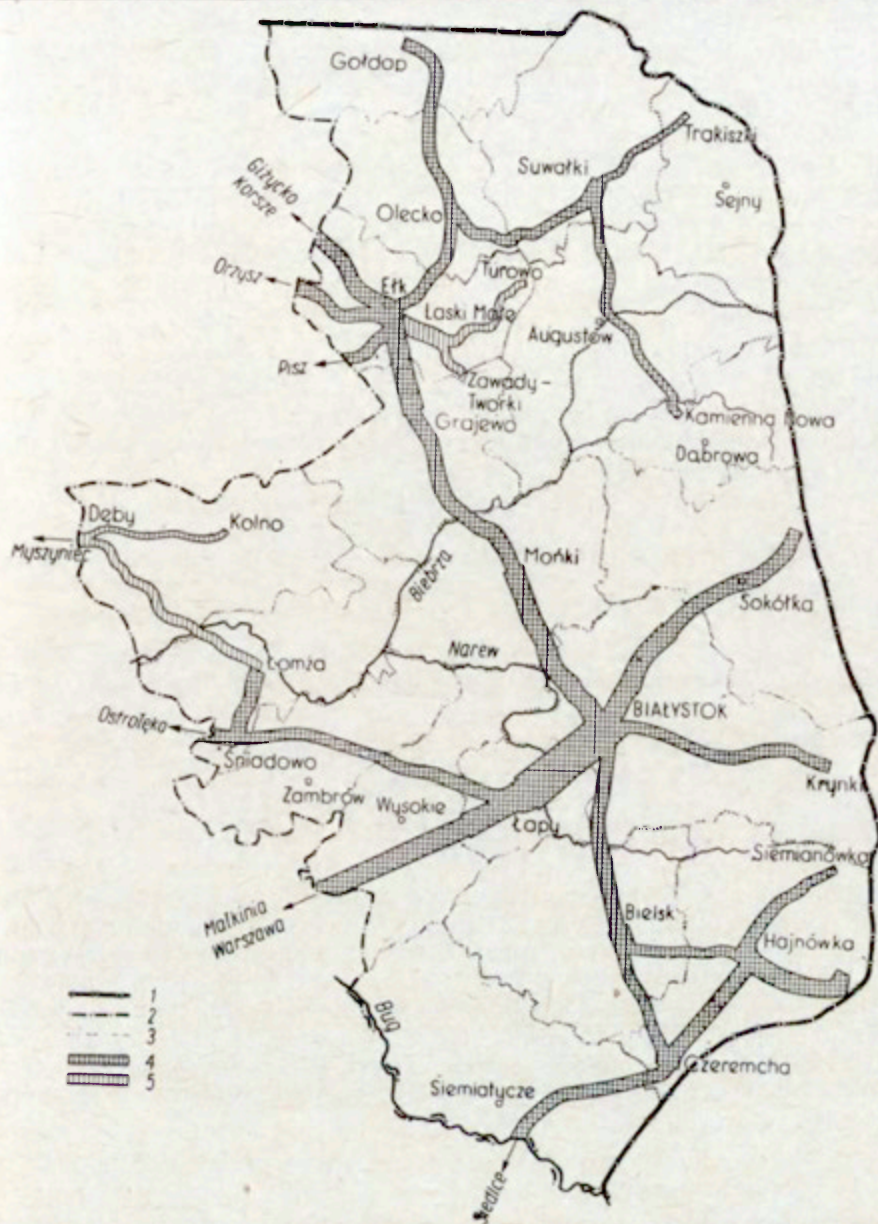 Gołdap
Trakiszki
Suwałki
Sejny
Giżycko
Korsze
Olecko
Turowo
Orzysz
Ełk
Laski Małe
Augustów
Pisz
Zawady-
Tworki
Kamienna Nowa
Grajewo
Dąbrowa
Dęby
Kolno
Myszyniec
Mońki
Biebrza
Sokółka
Narew
Łomża
BIAŁYSTOK
Ostrołęka
Śniadowo
Krynki
Zambrów
Wysokie
Łapy
Siemianówka
Małkinia
Warszawa
Bielsk
Hajnówka
1
2
3
4
5
Bug
Czeremcha
Siemiatycze
Siedlce